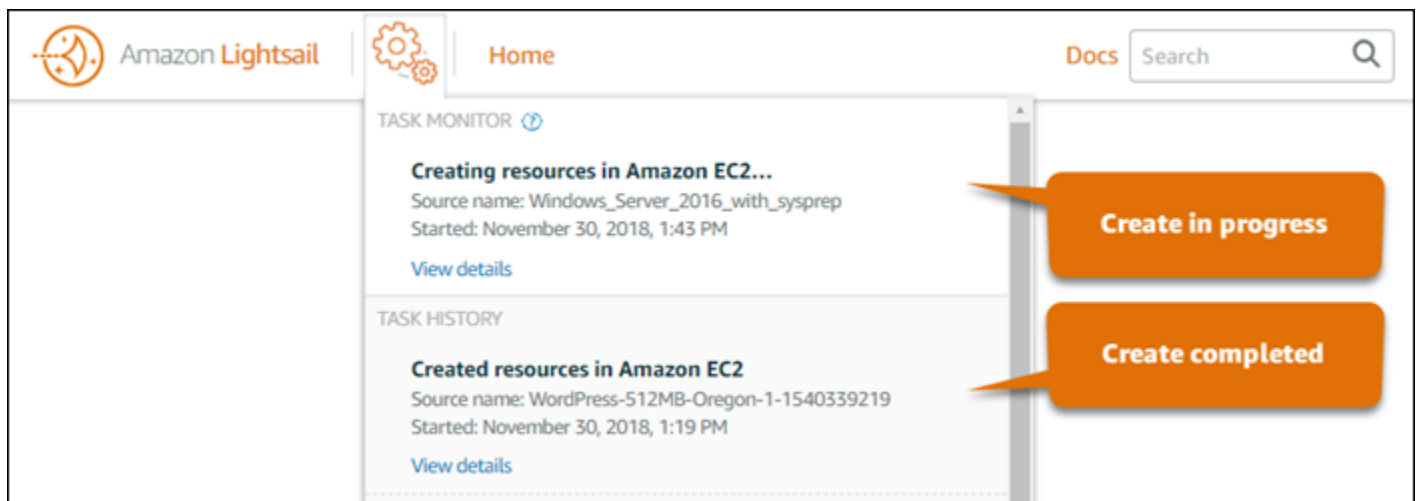 Amazon Lightsail
Home
Docs
Search
TASK MONITOR ?
Creating resources in Amazon EC2...
Source name: Windows_Server_2016_with_sysprep
Started: November 30, 2018, 1:43 PM
View details
Create in progress
TASK HISTORY
Created resources in Amazon EC2
Source name: WordPress-512MB-Oregon-1-1540339219
Started: November 30, 2018, 1:19 PM
View details
Create completed